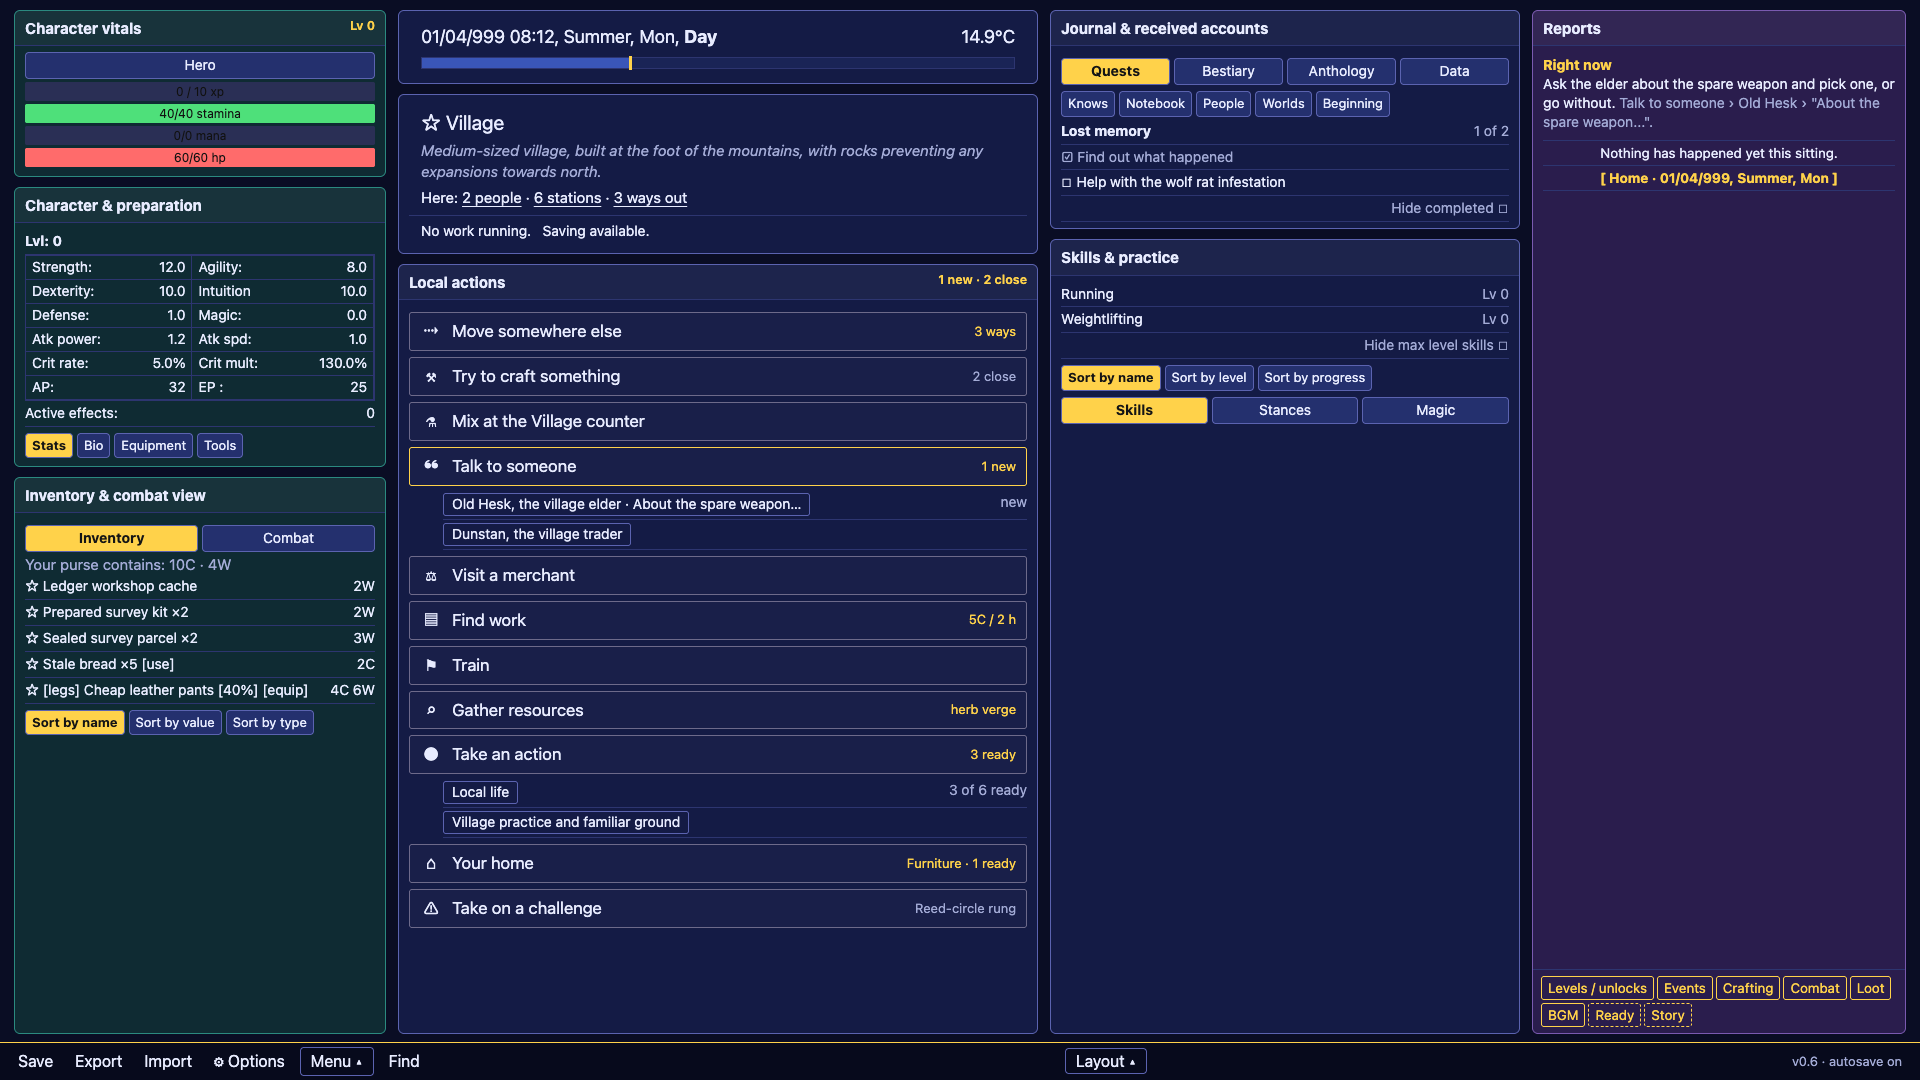 Character vitals
Lv 0
Hero
0 / 10 xp
40/40 stamina
0/0 mana
60/60 hp
Character & preparation
Lvl: 0
Strength: 12.0 Agility: 8.0
Dexterity: 10.0 Intuition 10.0
Defense: 1.0 Magic: 0.0
Atk power: 1.2 Atk spd: 1.0
Crit rate: 5.0% Crit mult: 130.0%
AP: 32 EP : 25
Active effects: 0
Stats Bio Equipment Tools
Inventory & combat view
Inventory Combat
Your purse contains: 10C · 4W
☆ Ledger workshop cache 2W
☆ Prepared survey kit ×2 2W
☆ Sealed survey parcel ×2 3W
☆ Stale bread ×5 [use] 2C
☆ [legs] Cheap leather pants [40%] [equip] 4C 6W
Sort by name Sort by value Sort by type
01/04/999 08:12, Summer, Mon, Day 14.9°C
☆ Village
Medium-sized village, built at the foot of the mountains, with rocks preventing any
expansions towards north.
Here: 2 people · 6 stations · 3 ways out
No work running. Saving available.
Local actions 1 new · 2 close
Move somewhere else 3 ways
Try to craft something 2 close
Mix at the Village counter
Talk to someone 1 new
Old Hesk, the village elder · About the spare weapon... new
Dunstan, the village trader
Visit a merchant
Find work 5C / 2 h
Train
Gather resources herb verge
Take an action 3 ready
Local life 3 of 6 ready
Village practice and familiar ground
Your home Furniture · 1 ready
Take on a challenge Reed-circle rung
Journal & received accounts
Quests Bestiary Anthology Data
Knows Notebook People Worlds Beginning
Lost memory 1 of 2
☑ Find out what happened
☐ Help with the wolf rat infestation
Hide completed ☐
Skills & practice
Running Lv 0
Weightlifting Lv 0
Hide max level skills ☐
Sort by name Sort by level Sort by progress
Skills Stances Magic
Reports
Right now
Ask the elder about the spare weapon and pick one, or
go without. Talk to someone › Old Hesk › "About the
spare weapon...".
Nothing has happened yet this sitting.
[ Home · 01/04/999, Summer, Mon ]
Levels / unlocks Events Crafting Combat Loot
BGM Ready Story
Save Export Import ⚙ Options Menu ▴ Find Layout ▴ v0.6 · autosave on